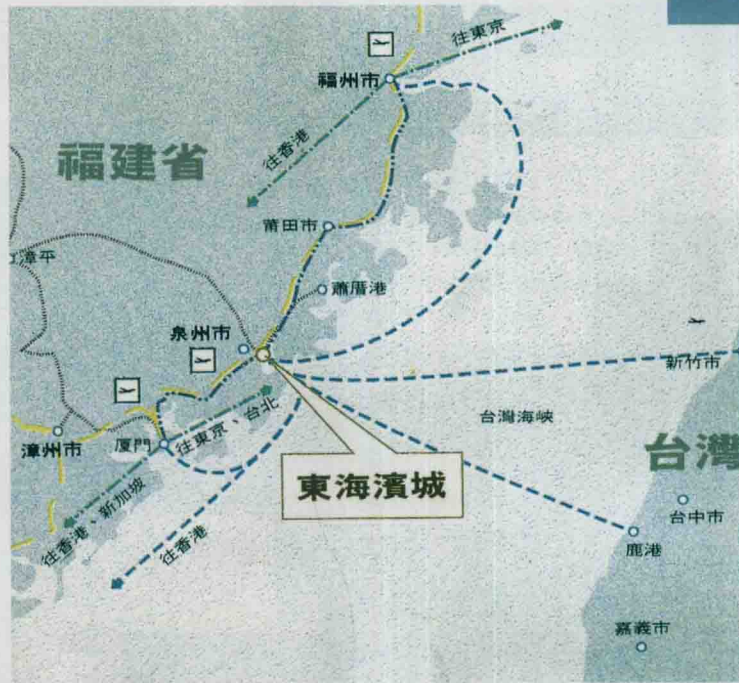 往東京
福州市
往香港
福建省
莆田市
漳平
蕭厝港
泉州市
新竹市
台灣海峽
往東京、台北
厦門
漳州市
台灣
東海濱城
台中市
往香港、新加坡
往香港
鹿港
嘉義市